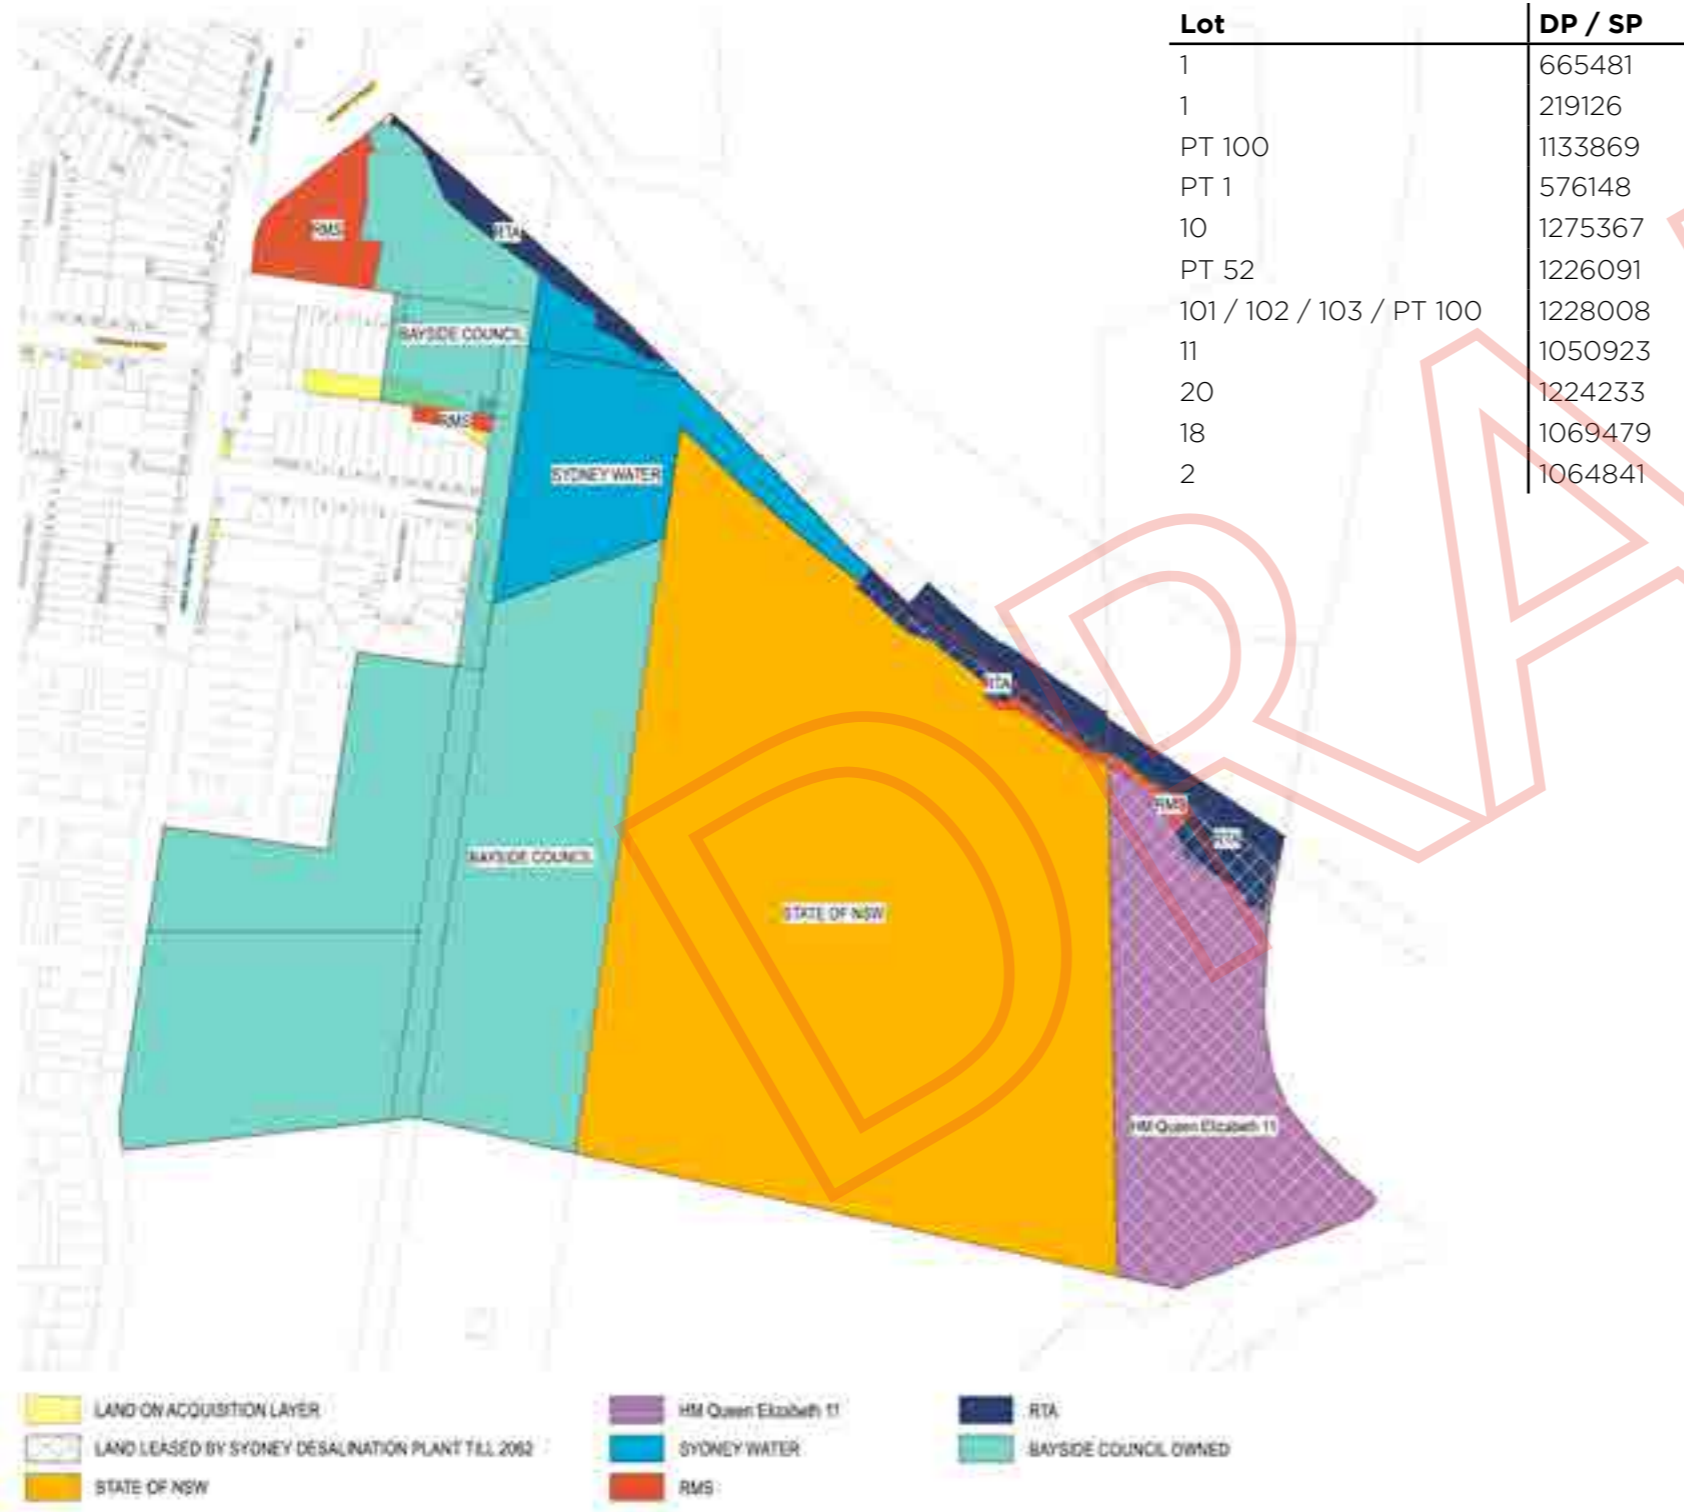 Lot DP / SP
1 665481
1 219126
PT 100 1133869
PT 1 576148
10 1275367
PT 52 1226091
101 / 102 / 103 / PT 100 1228008
11 1050923
20 1224233
18 1069479
2 1064841
RMS
RTA
BAYSIDE COUNCIL
RMS
SYDNEY WATER
RTA
RMS
RTA
BAYSIDE COUNCIL
STATE OF NSW
HM Queen Elizabeth 11
DRA
LAND ON ACQUISITION LAYER
LAND LEASED BY SYDNEY DESALINATION PLANT TILL 2062
STATE OF NSW
HM Queen Elizabeth 11
SYDNEY WATER
RMS
RTA
BAYSIDE COUNCIL OWNED